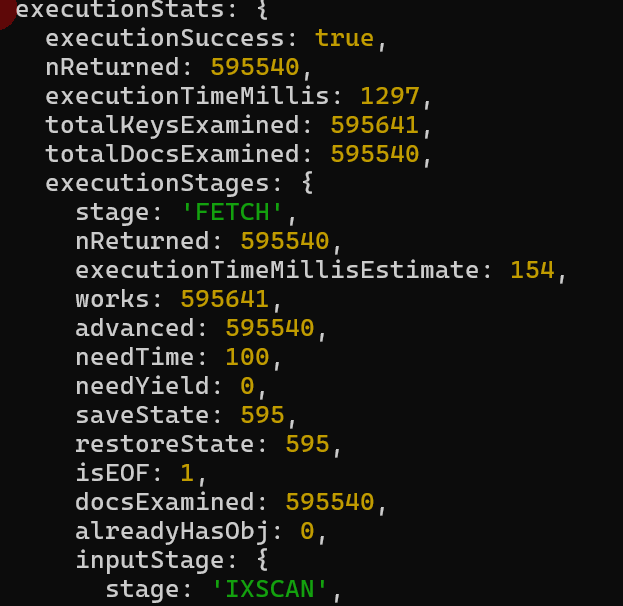 executionStats: {
executionSuccess: true,
nReturned: 595540,
executionTimeMillis: 1297,
totalKeysExamined: 595641,
totalDocsExamined: 595540,
executionStages: {
stage: 'FETCH',
nReturned: 595540,
executionTimeMillisEstimate: 154,
works: 595641,
advanced: 595540,
needTime: 100,
needYield: 0,
saveState: 595,
restoreState: 595,
isEOF: 1,
docsExamined: 595540,
alreadyHasObj: 0,
inputStage: {
stage: 'IXSCAN',